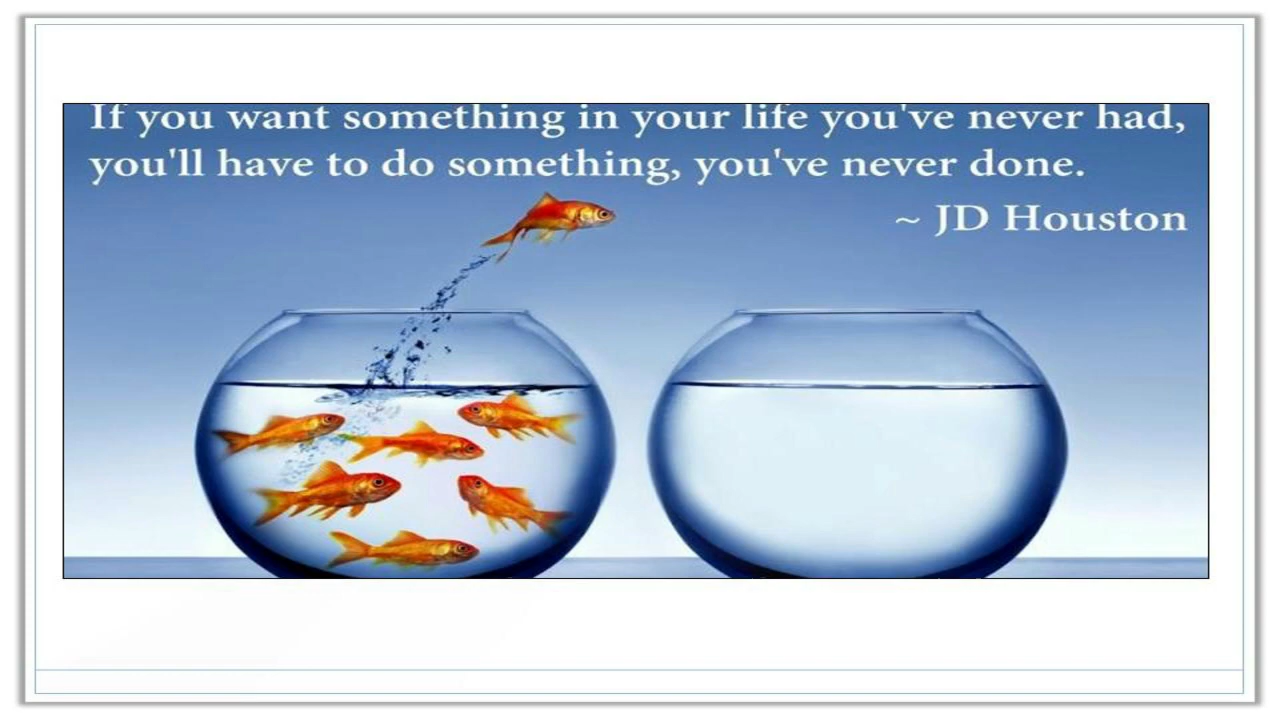 If you want something in your life you've never had,
you'll have to do something, you've never done.
~ JD Houston